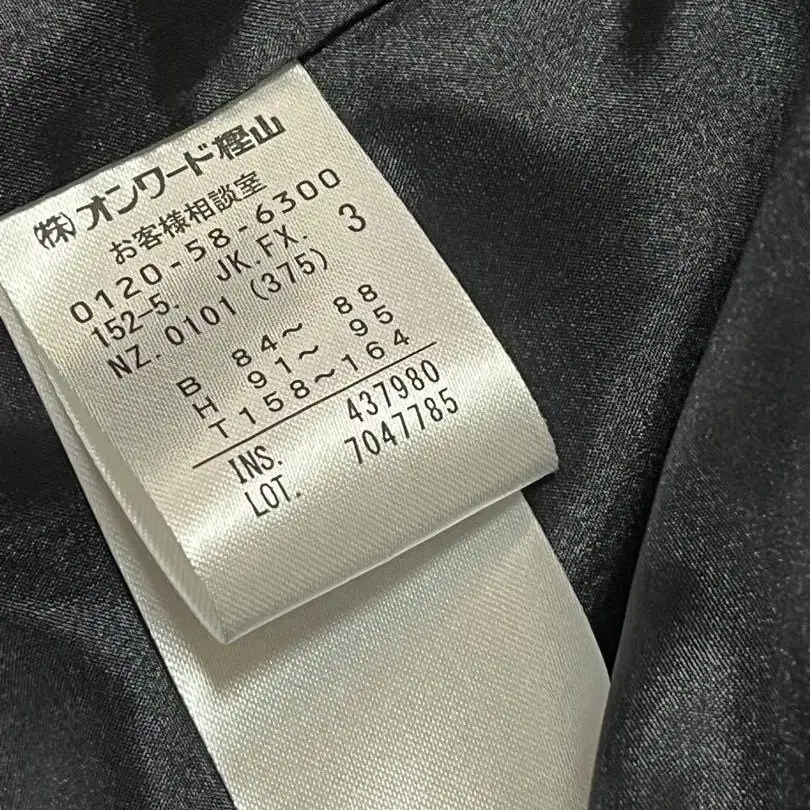 (株)オンワード樫山
お客様相談室
0120-58-6300
152-5. JK.FX. 3
NZ.0101(375)
B 84～ 88
H 91～ 95
T158～164
INS. 437980
LOT. 7047785